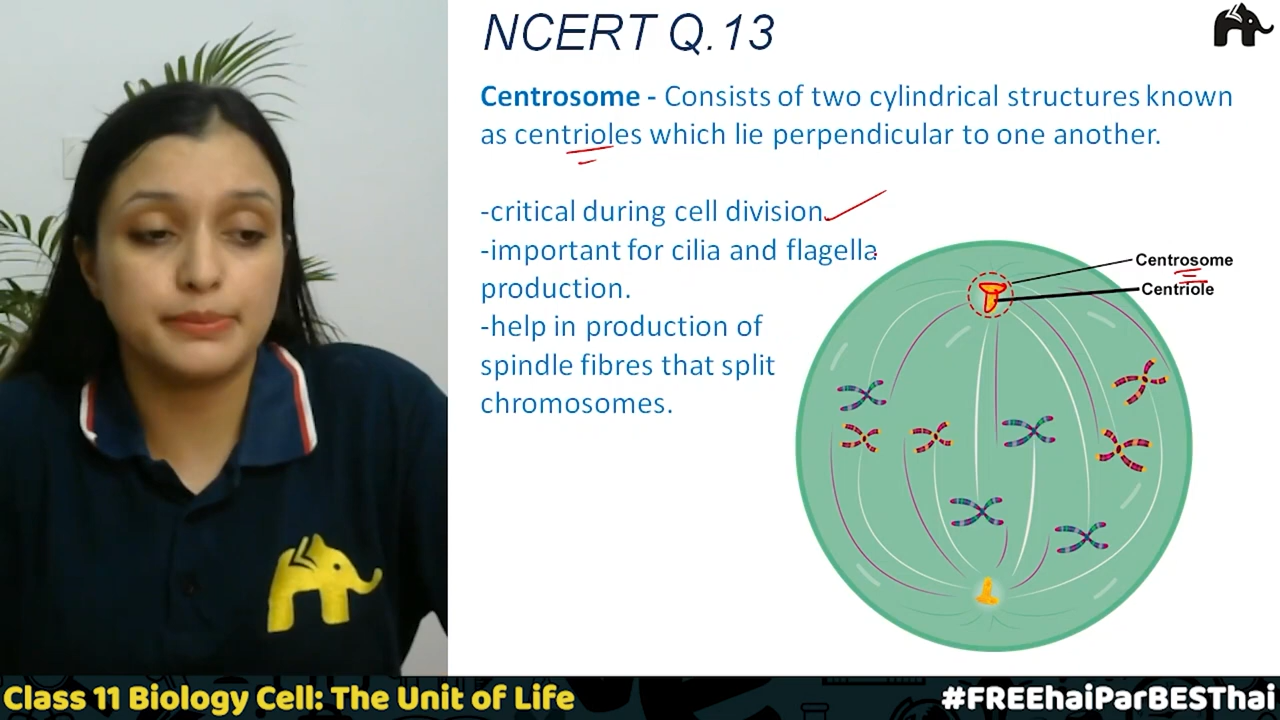 NCERT Q.13
Centrosome - Consists of two cylindrical structures known
as centrioles which lie perpendicular to one another.
-critical during cell division.
-important for cilia and flagella
production.
-help in production of
spindle fibres that split
chromosomes.
Centrosome
Centriole
Class 11 Biology Cell: The Unit of Life
#FREEhaiParBESThai